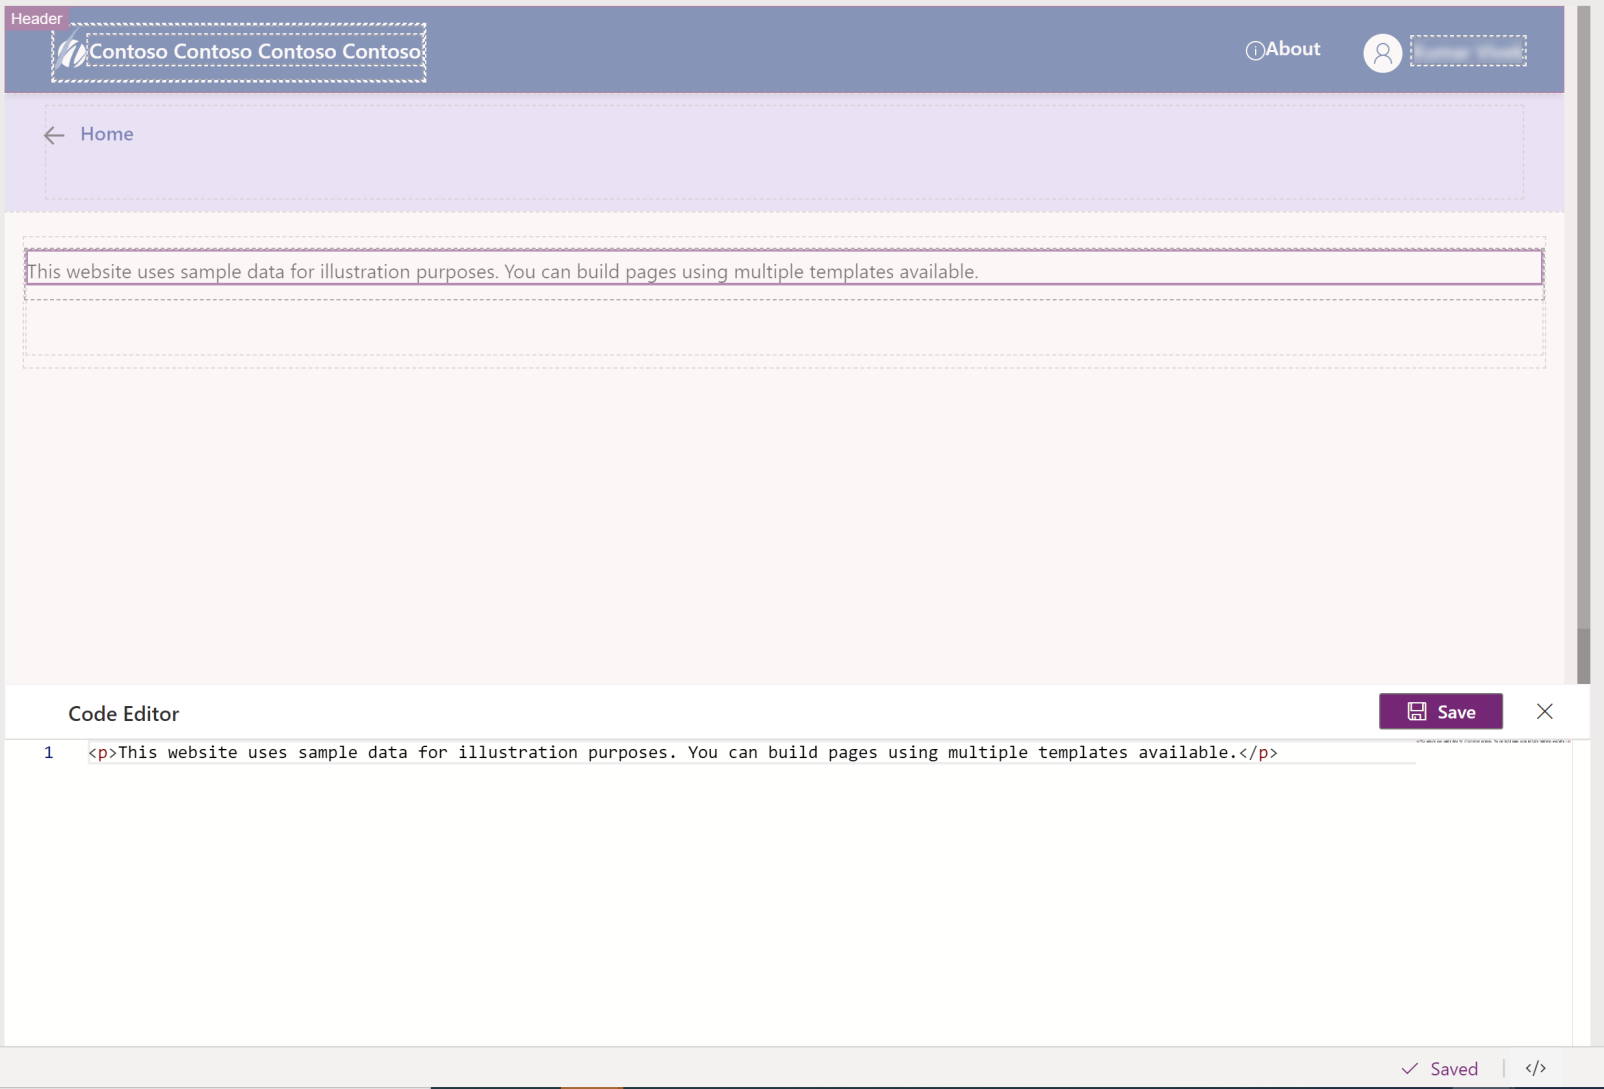 Header
Contoso Contoso Contoso Contoso
About
Home
This website uses sample data for illustration purposes. You can build pages using multiple templates available.
Code Editor
Save
1 <p>This website uses sample data for illustration purposes. You can build pages using multiple templates available.</p>
Saved
</>